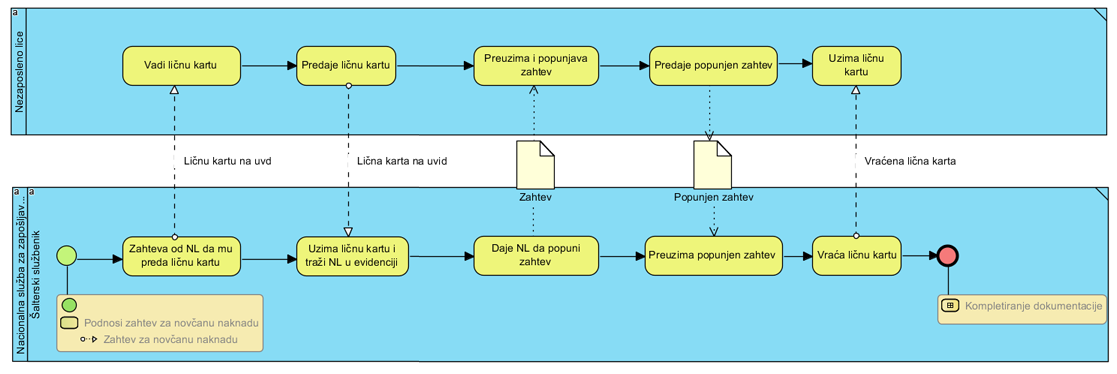 a
Nezaposleno lice
Vadi ličnu kartu
Predaje ličnu kartu
Preuzima i popunjava
zahtev
Predaje popunjen zahtev
Uzima ličnu
kartu
Ličnu kartu na uvd
Lična karta na uvid
Vraćena lična karta
Zahtev
Popunjen zahtev
a
a
Nacionalna služba za zapošljav...
Šalterski službenik
Zahteva od NL da mu
preda ličnu kartu
Uzima ličnu kartu i
traži NL u evidenciji
Daje NL da popuni
zahtev
Preuzima popunjen zahtev
Vraća ličnu kartu
Podnosi zahtev za novčanu naknadu
Zahtev za novčanu naknadu
Kompletiranje dokumentacije